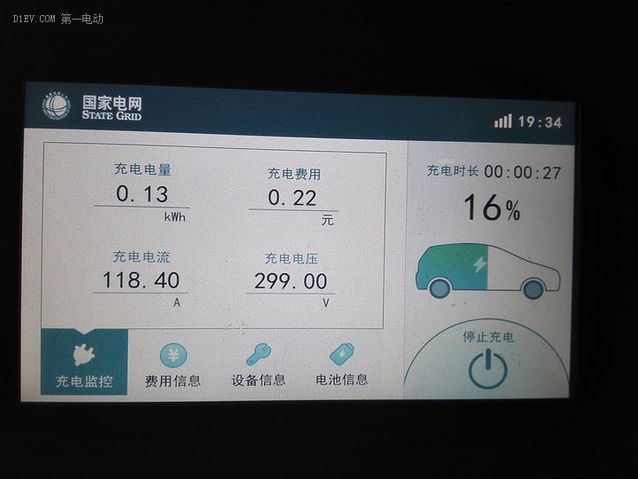 D1EV.COM 第一电动
国家电网
STATE GRID
19:34
充电电量
0.13
kWh
充电费用
0.22
元
充电电流
118.40
A
充电电压
299.00
V
充电时长 00:00:27
16%
停止充电
充电监控
¥
费用信息
设备信息
电池信息